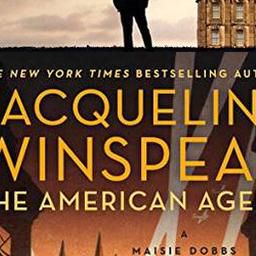 E NEW YORK TIMES BESTSELLING AUT
ACQUELIN
WINSPEA
HE AMERICAN AGE
A
MAISIE DOBBS